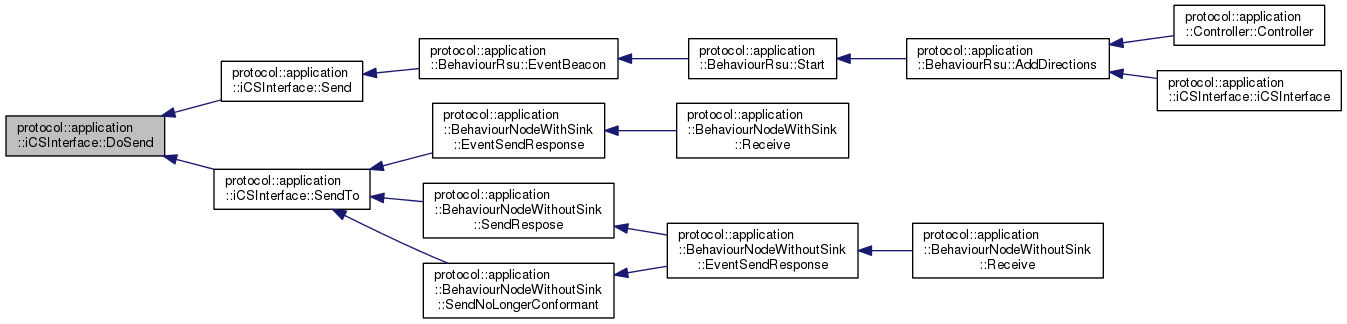 protocol::application
::iCSInterface::DoSend
protocol::application
::iCSInterface::Send
protocol::application
::BehaviourRsu::EventBeacon
protocol::application
::BehaviourRsu::Start
protocol::application
::BehaviourRsu::AddDirections
protocol::application
::Controller::Controller
protocol::application
::iCSInterface::iCSInterface
protocol::application
::iCSInterface::SendTo
protocol::application
::BehaviourNodeWithSink
::EventSendResponse
protocol::application
::BehaviourNodeWithSink
::Receive
protocol::application
::BehaviourNodeWithoutSink
::SendRespose
protocol::application
::BehaviourNodeWithoutSink
::SendNoLongerConformant
protocol::application
::BehaviourNodeWithoutSink
::EventSendResponse
protocol::application
::BehaviourNodeWithoutSink
::Receive